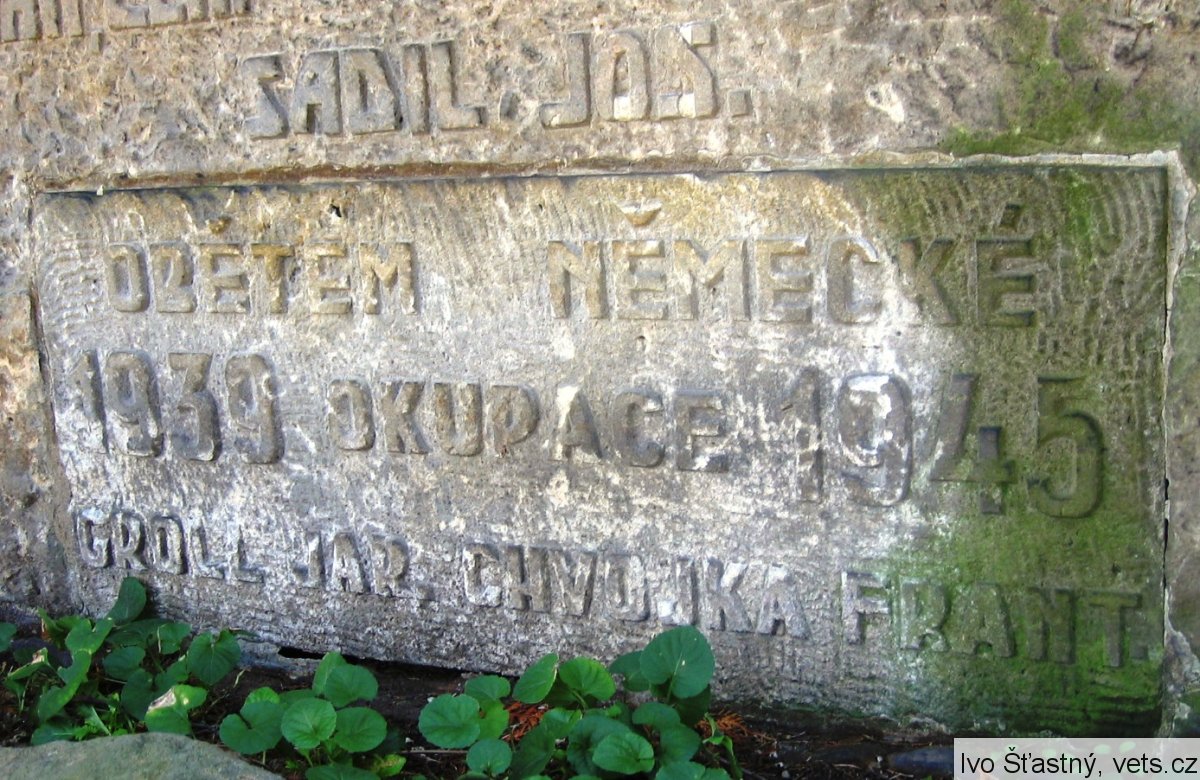 SADIL. JOS.
OBĚTEM NĚMECKÉ
1939 OKUPACE 1945
GROLL JAR. CHVOJKA FRANT.
Ivo Šťastný, vets.cz